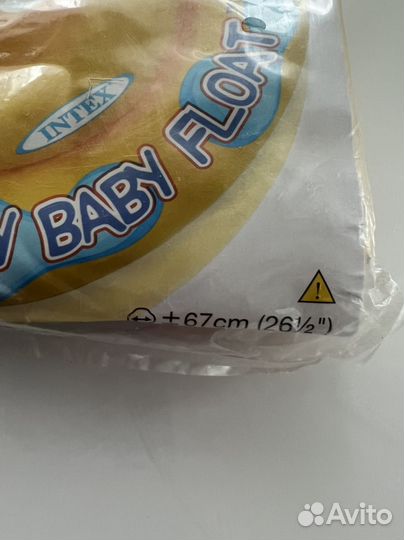 INTEX
BABY FLOAT
± 67cm (26½")
Avito